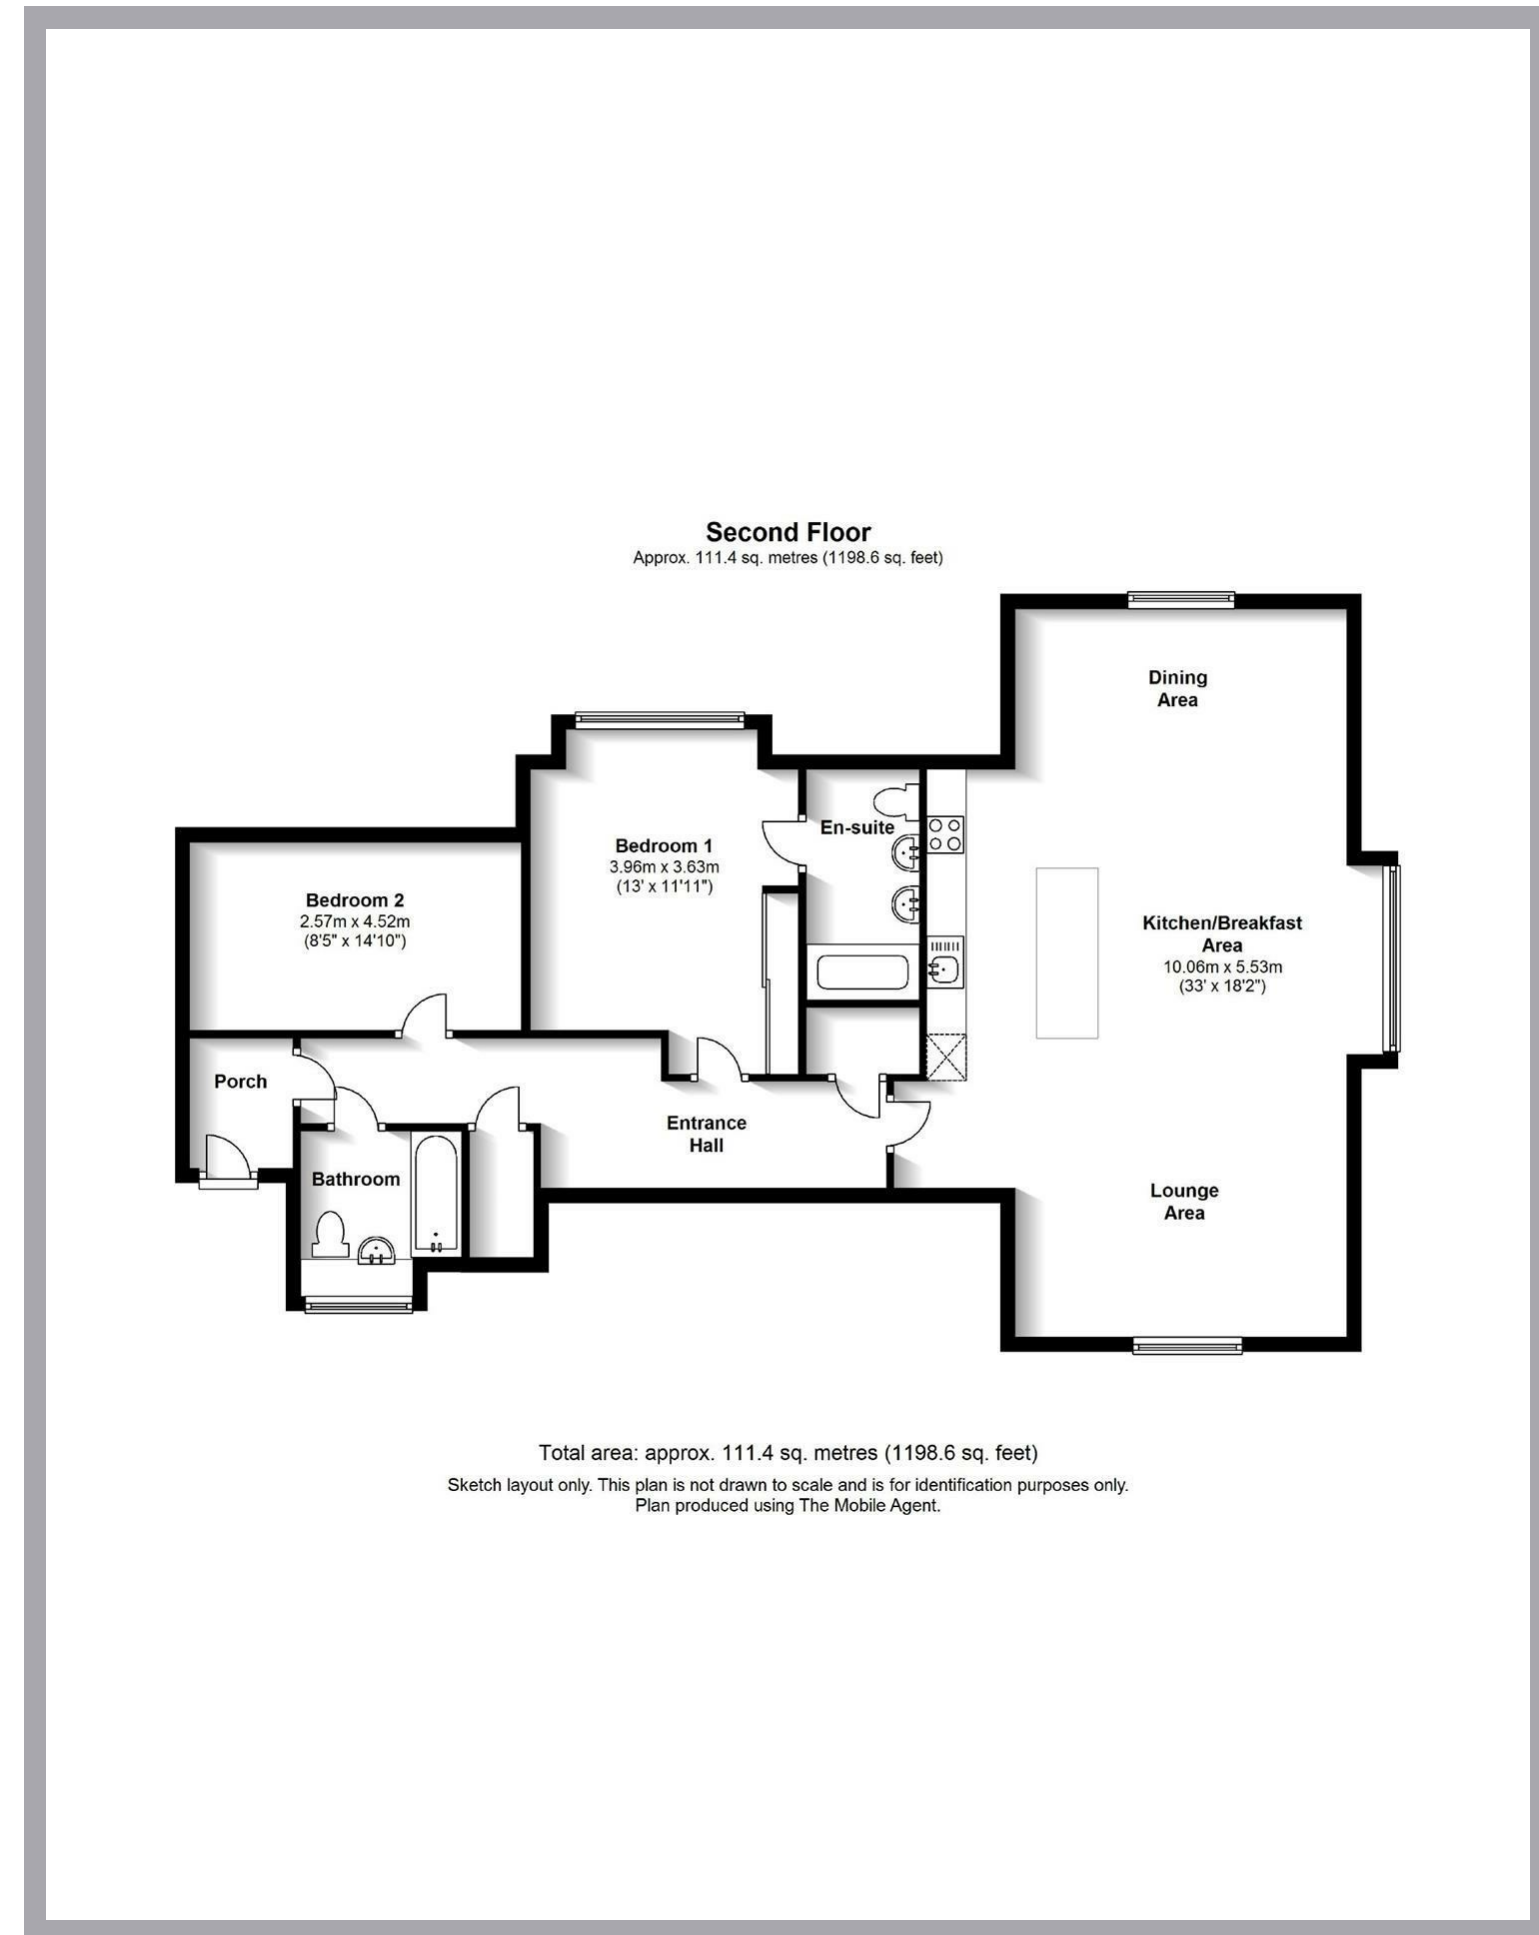 Second Floor
Approx. 111.4 sq. metres (1198.6 sq. feet)
Dining
Area
Bedroom 1
3.96m x 3.63m
(13' x 11'11")
En-suite
Bedroom 2
2.57m x 4.52m
(8'5" x 14'10")
Kitchen/Breakfast
Area
10.06m x 5.53m
(33' x 18'2")
Porch
Entrance
Hall
Bathroom
Lounge
Area
Total area: approx. 111.4 sq. metres (1198.6 sq. feet)
Sketch layout only. This plan is not drawn to scale and is for identification purposes only.
Plan produced using The Mobile Agent.